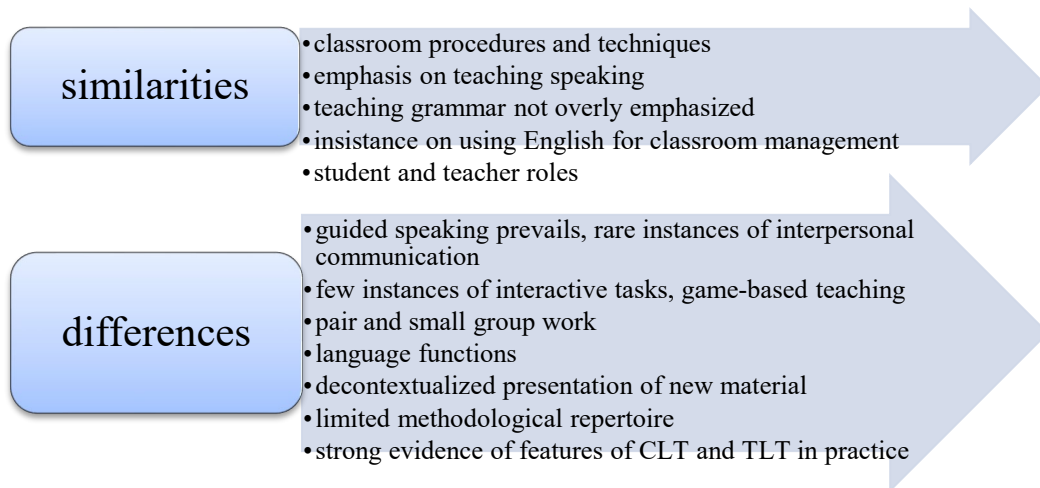 similarities
•classroom procedures and techniques
•emphasis on teaching speaking
•teaching grammar not overly emphasized
•insistance on using English for classroom management
•student and teacher roles
differences
•guided speaking prevails, rare instances of interpersonal
communication
•few instances of interactive tasks, game-based teaching
•pair and small group work
•language functions
•decontextualized presentation of new material
•limited methodological repertoire
•strong evidence of features of CLT and TLT in practice